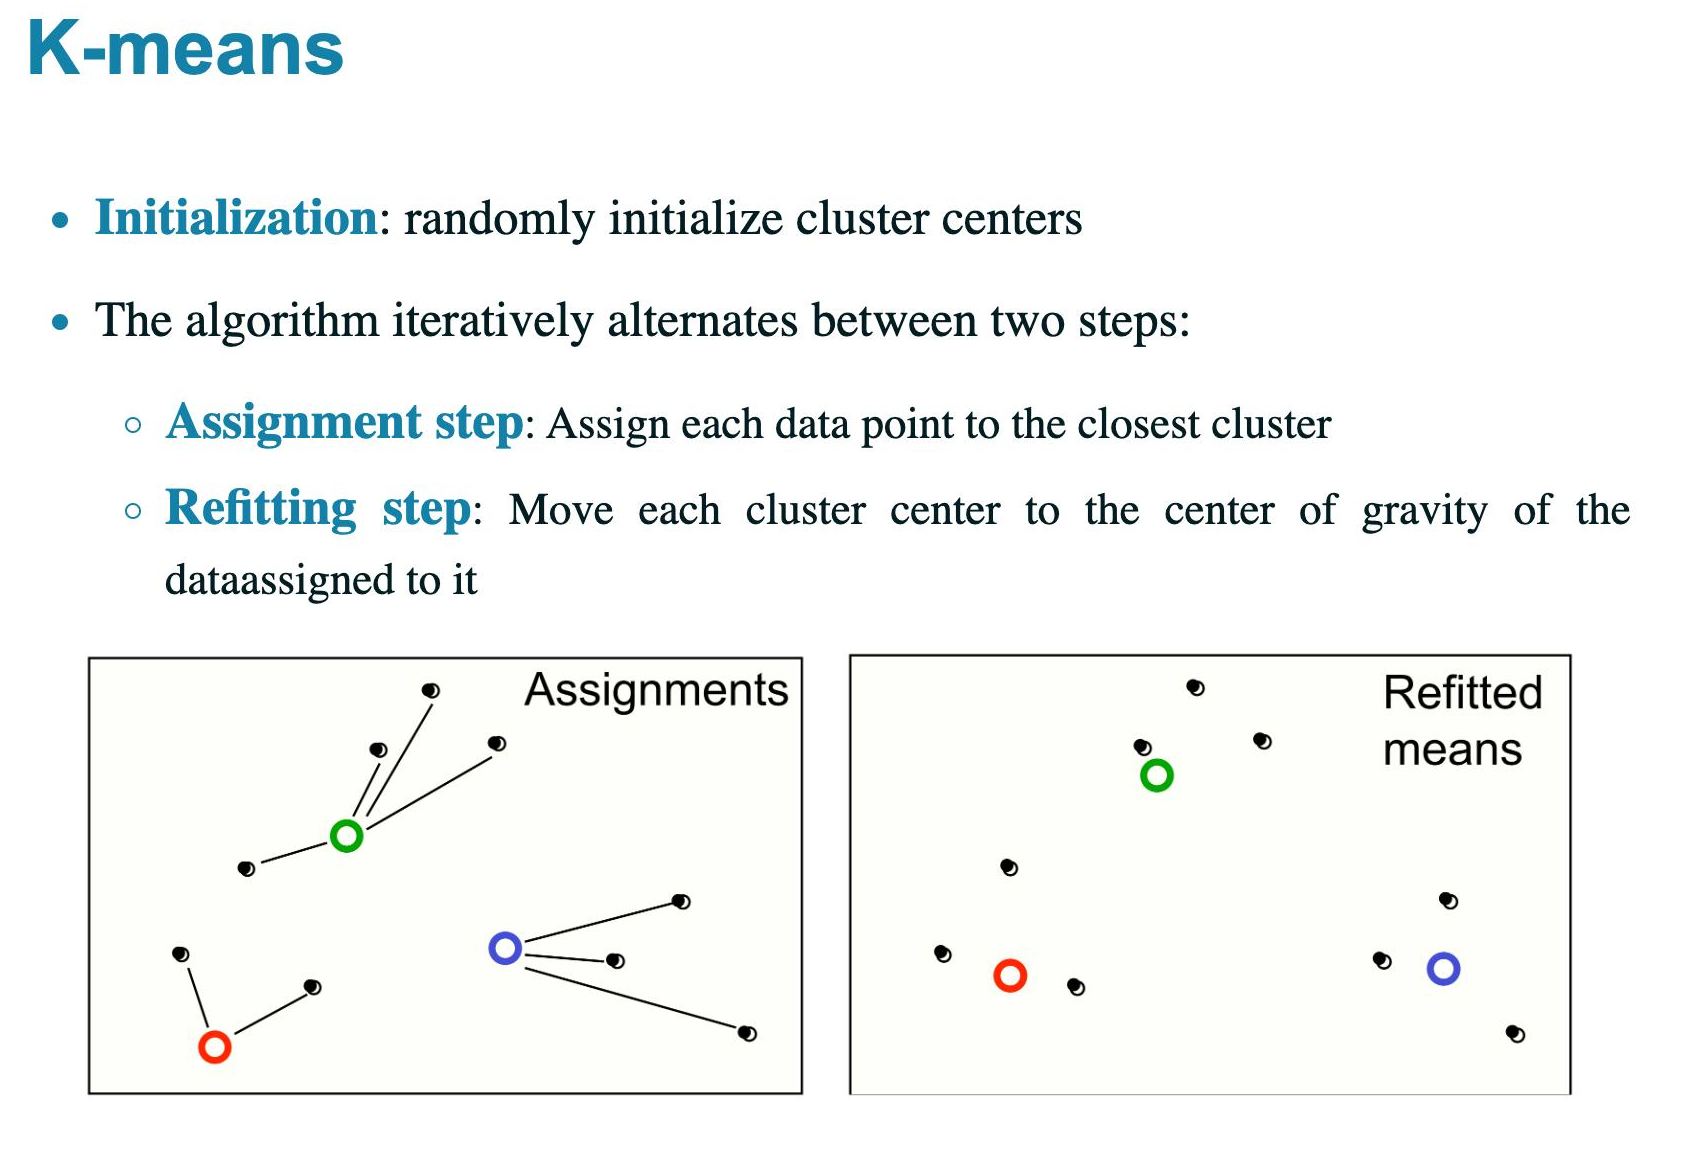 K-means
• Initialization: randomly initialize cluster centers
• The algorithm iteratively alternates between two steps:
○ Assignment step: Assign each data point to the closest cluster
○ Refitting step: Move each cluster center to the center of gravity of the
dataassigned to it
Assignments
Refitted
means